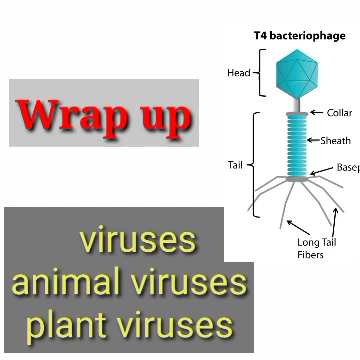 T4 bacteriophage
Head
Wrap up
Collar
Sheath
Tail
Long Tail
Fibers
viruses
animal viruses
plant viruses